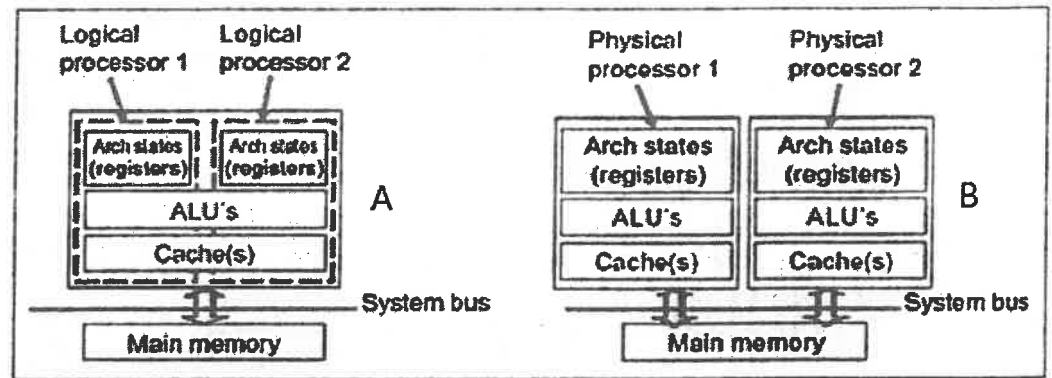 Logical processor 1
Logical processor 2
Arch states (registers)
Arch states (registers)
A
ALU´s
Cache(s)
System bus
Main memory
Physical processor 1
Physical processor 2
Arch states (registers)
Arch states (registers)
B
ALU´s
ALU´s
Cache(s)
Cache(s)
System bus
Main memory